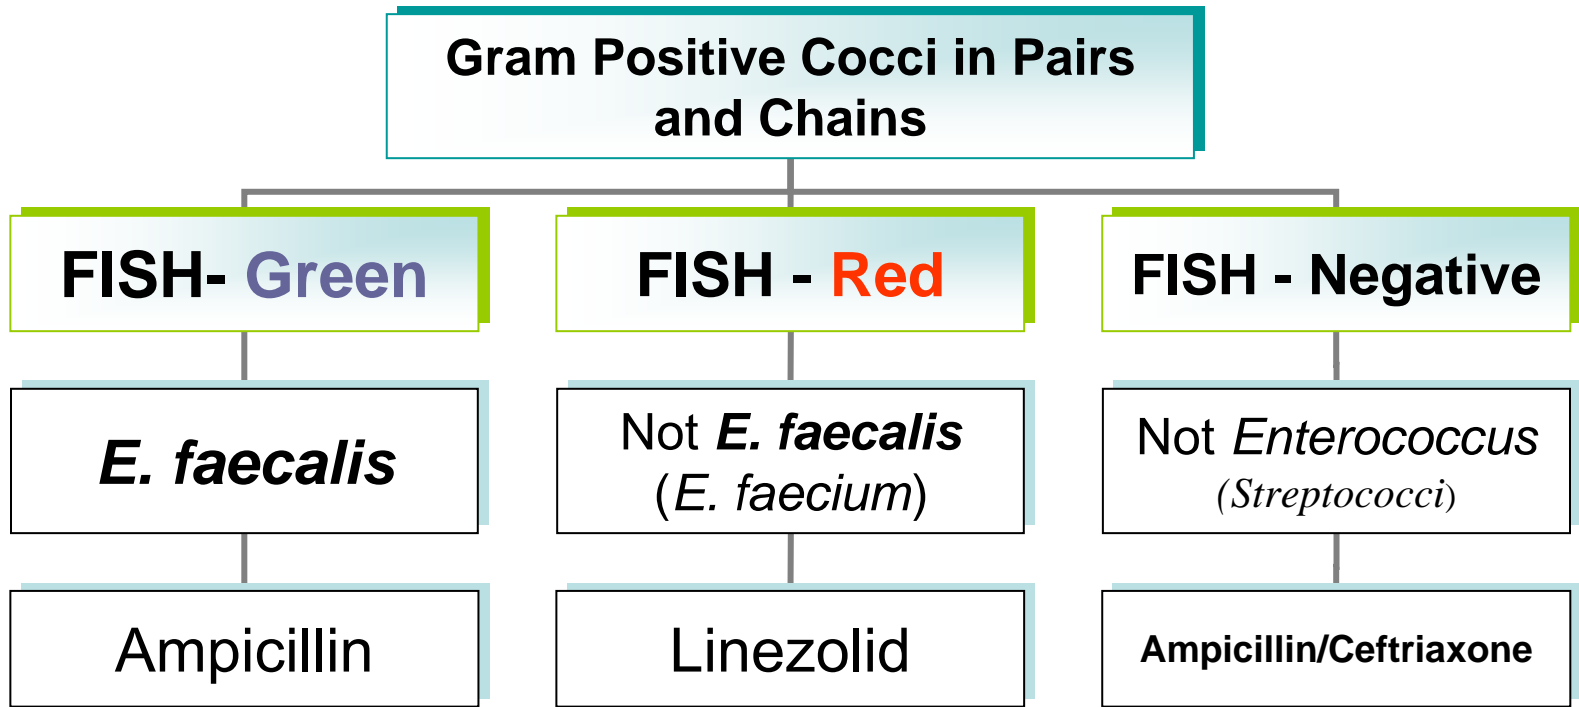 Gram Positive Cocci in Pairs
and Chains
FISH- Green
FISH - Red
FISH - Negative
E. faecalis
Not E. faecalis
(E. faecium)
Not Enterococcus
(Streptococci)
Ampicillin
Linezolid
Ampicillin/Ceftriaxone